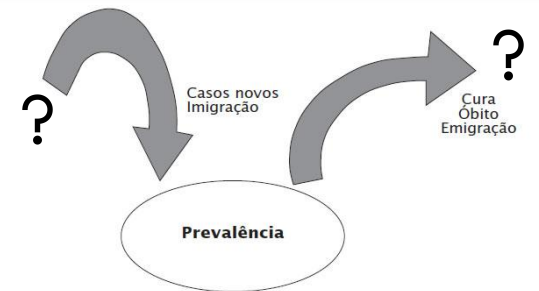 ?
Casos novos
Imigração
?
Cura
Óbito
Emigração
Prevalência